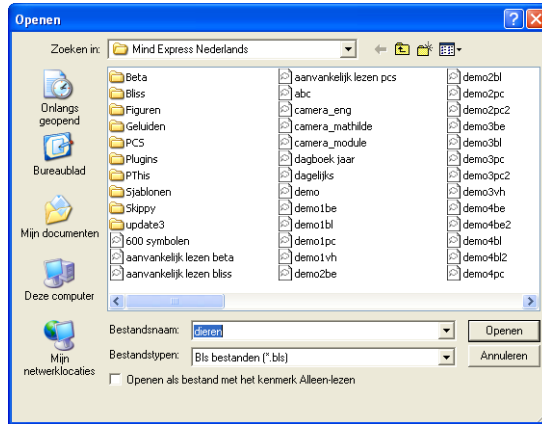 Openen
Zoeken in:
Mind Express Nederlands
Onlangs
geopend
Bureaublad
Mijn documenten
Deze computer
Mijn
netwerklocaties
Beta
Bliss
Figuren
Geluiden
PCS
Plugins
PThis
Sjablonen
Skippy
update3
600 symbolen
aanvankelijk lezen beta
aanvankelijk lezen bliss
aanvankelijk lezen pcs
abc
camera_eng
camera_mathilde
camera_module
dagboek jaar
dagelijks
demo
demo1be
demo1bl
demo1pc
demo1vh
demo2be
demo2bl
demo2pc
demo2pc2
demo3be
demo3bl
demo3pc
demo3pc2
demo3vh
demo4be
demo4be2
demo4bl
demo4bl2
demo4pc
Bestandsnaam:
dieren
Openen
Bestandstypen:
Bls bestanden (*.bls)
Annuleren
Openen als bestand met het kenmerk Alleen-lezen